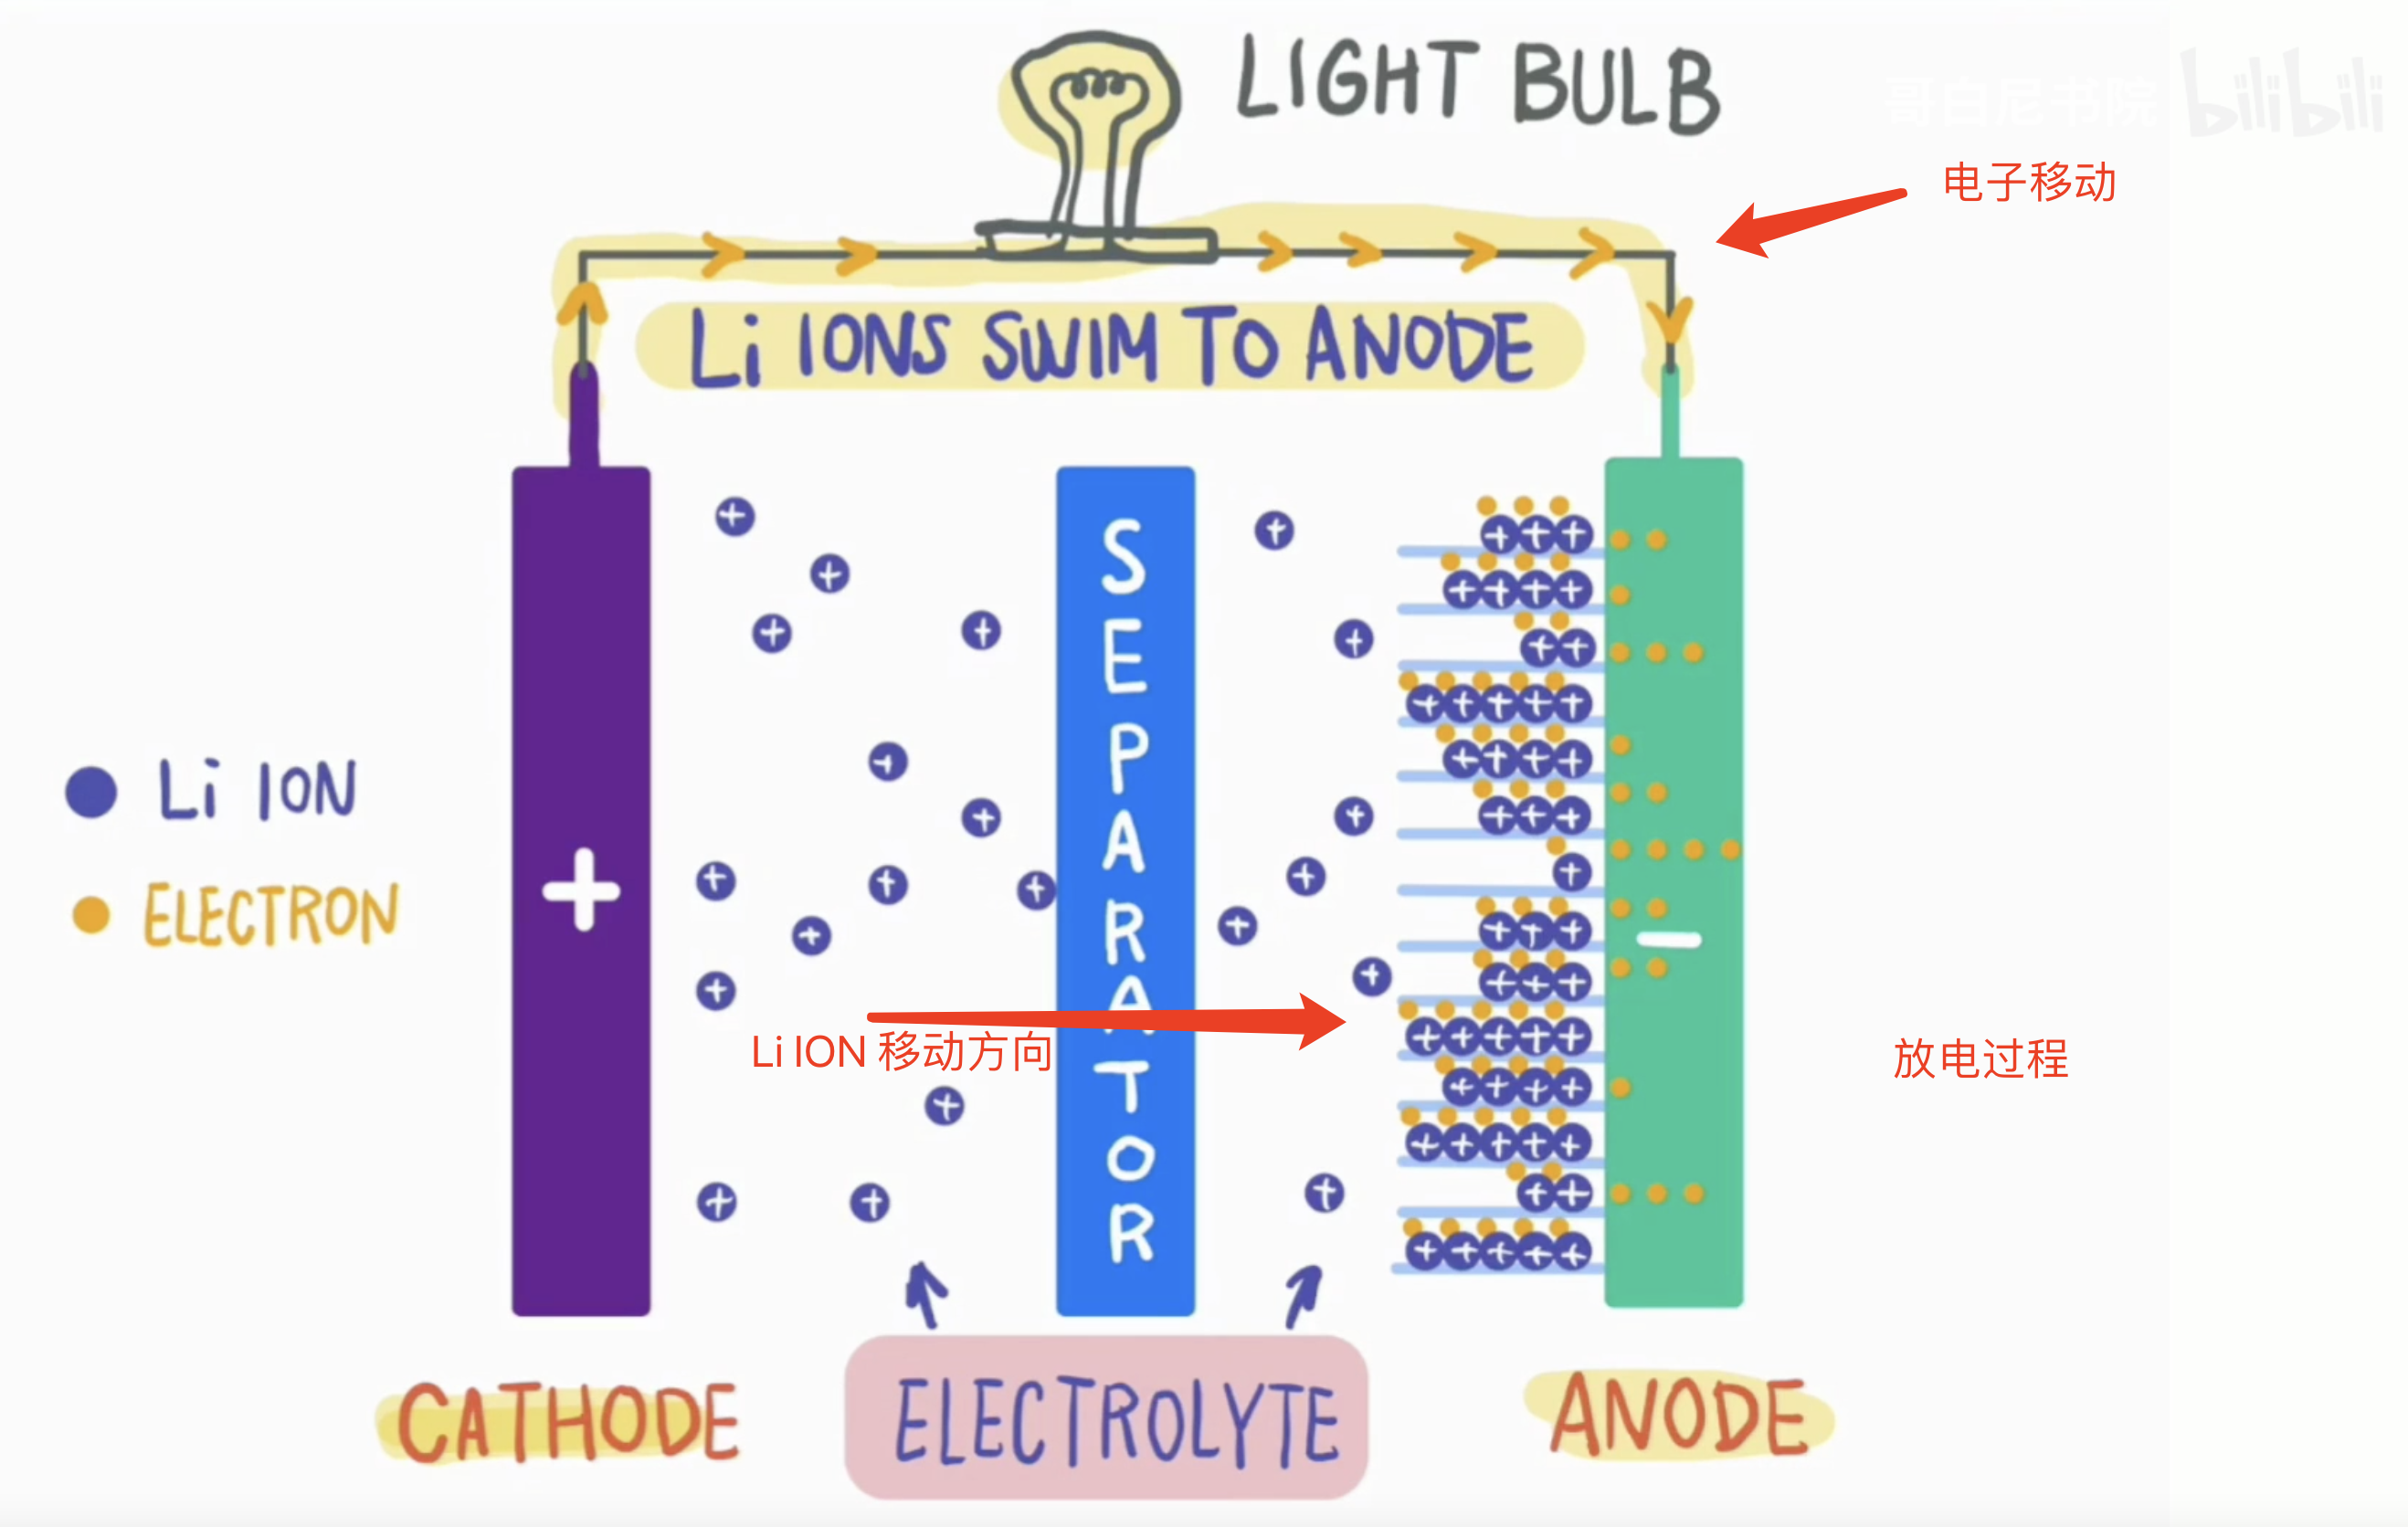 LIGHT BULB
哥白尼书院 bilibili
电子移动
Li IONS SWIM TO ANODE
Li ION
ELECTRON
SEPARATOR
Li ION 移动方向
放电过程
CATHODE
ELECTROLYTE
ANODE